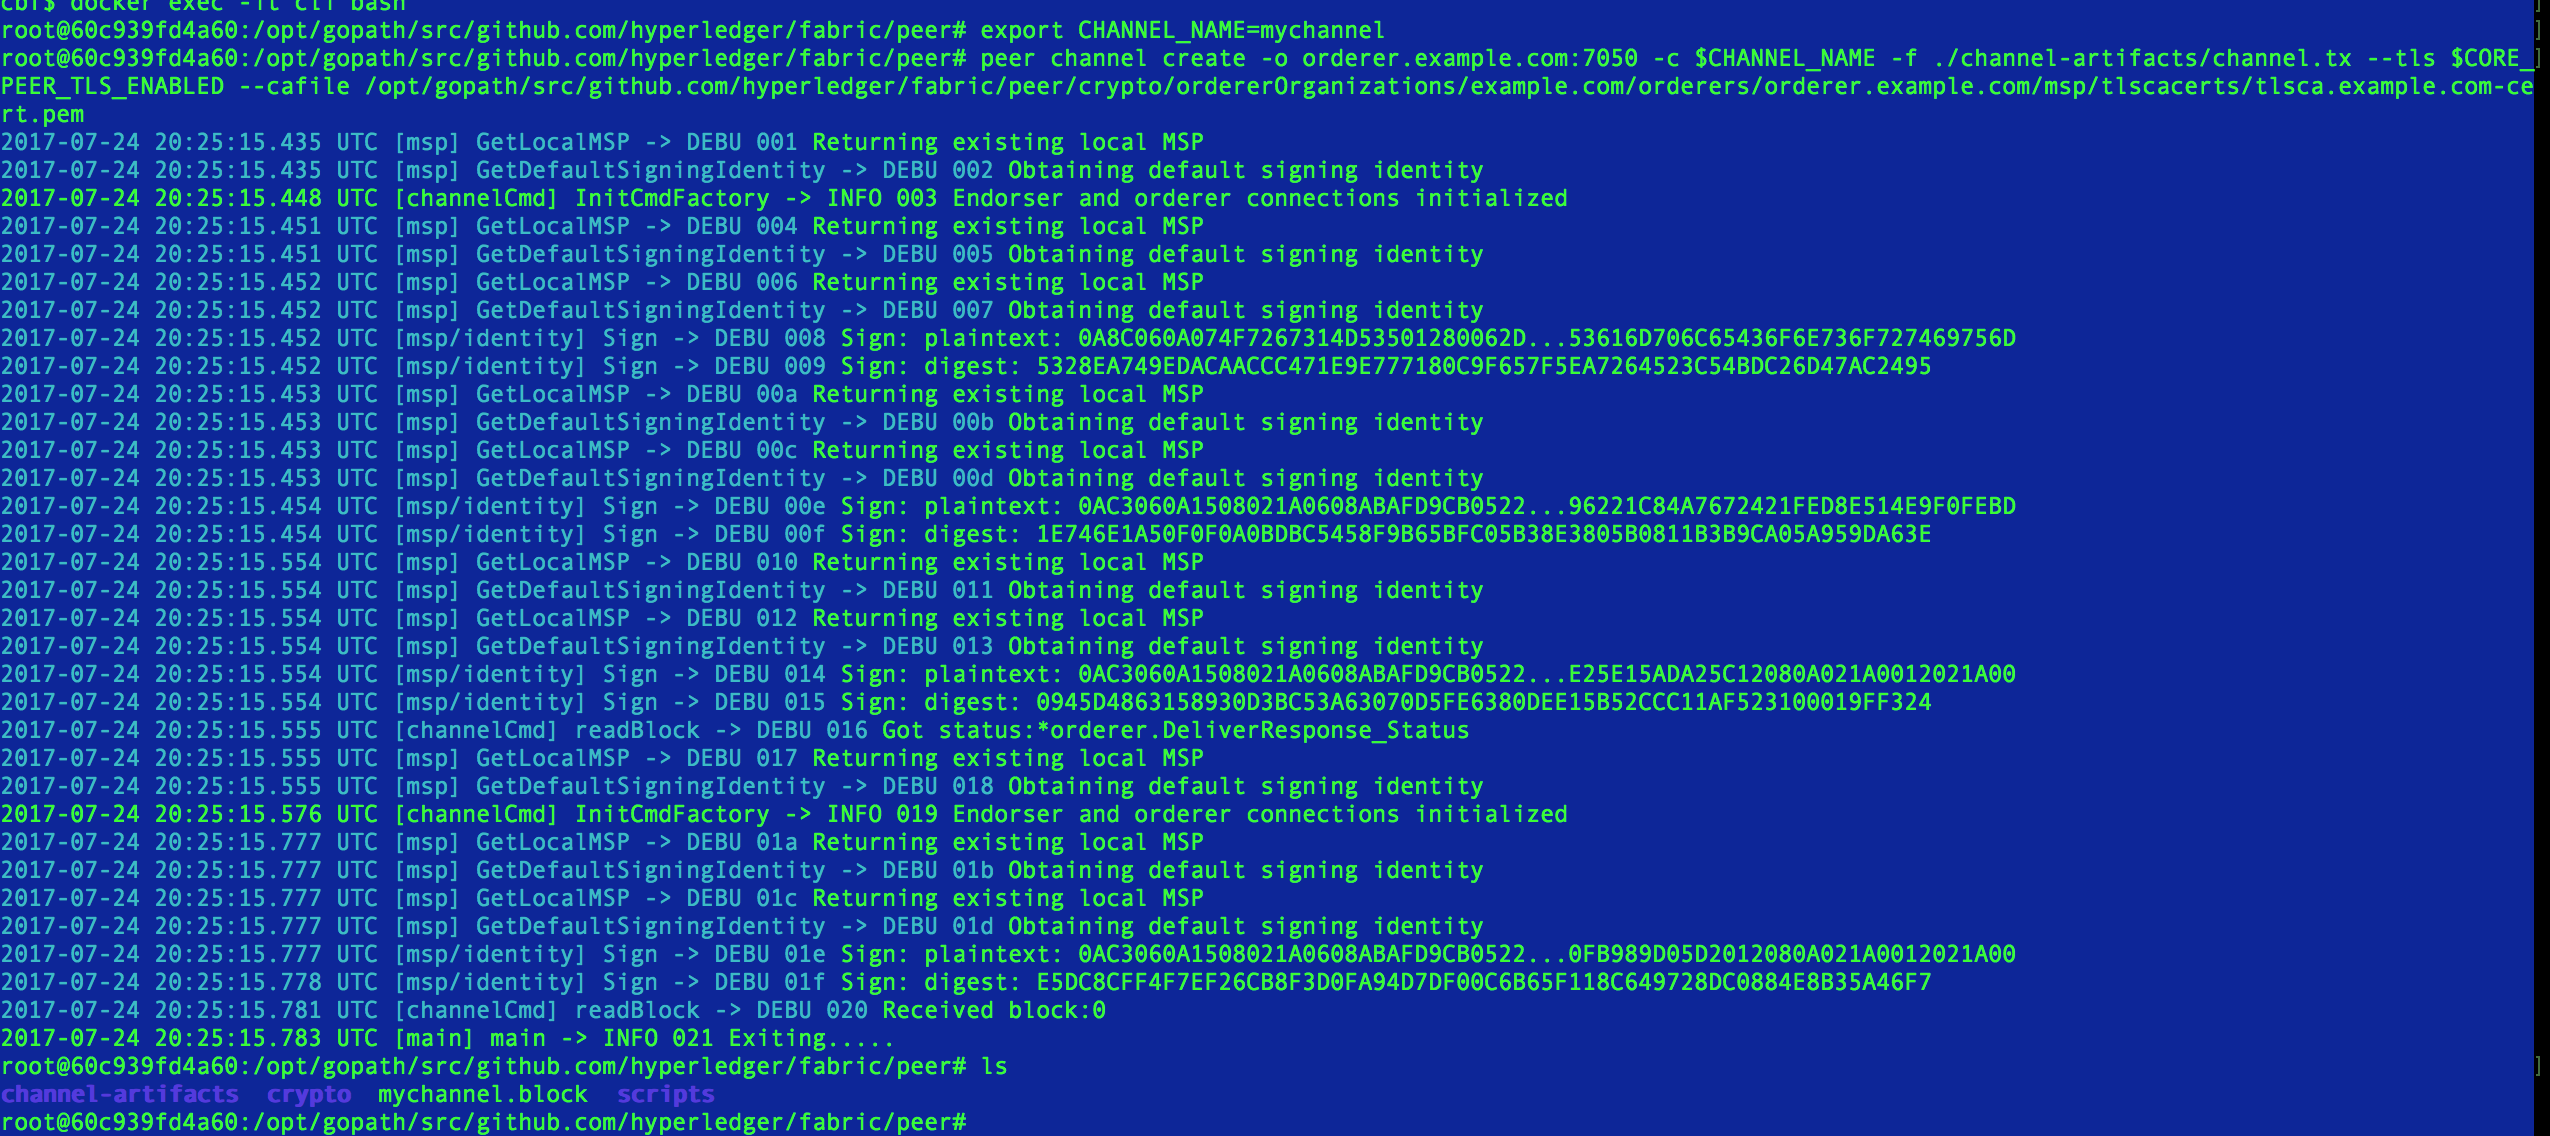 cbf$ docker exec -it cli bash
root@60c939fd4a60:/opt/gopath/src/github.com/hyperledger/fabric/peer# export CHANNEL_NAME=mychannel
root@60c939fd4a60:/opt/gopath/src/github.com/hyperledger/fabric/peer# peer channel create -o orderer.example.com:7050 -c $CHANNEL_NAME -f ./channel-artifacts/channel.tx --tls $CORE_
PEER_TLS_ENABLED --cafile /opt/gopath/src/github.com/hyperledger/fabric/peer/crypto/ordererOrganizations/example.com/orderers/orderer.example.com/msp/tlscacerts/tlsca.example.com-ce
rt.pem
2017-07-24 20:25:15.435 UTC [msp] GetLocalMSP -> DEBU 001 Returning existing local MSP
2017-07-24 20:25:15.435 UTC [msp] GetDefaultSigningIdentity -> DEBU 002 Obtaining default signing identity
2017-07-24 20:25:15.448 UTC [channelCmd] InitCmdFactory -> INFO 003 Endorser and orderer connections initialized
2017-07-24 20:25:15.451 UTC [msp] GetLocalMSP -> DEBU 004 Returning existing local MSP
2017-07-24 20:25:15.451 UTC [msp] GetDefaultSigningIdentity -> DEBU 005 Obtaining default signing identity
2017-07-24 20:25:15.452 UTC [msp] GetLocalMSP -> DEBU 006 Returning existing local MSP
2017-07-24 20:25:15.452 UTC [msp] GetDefaultSigningIdentity -> DEBU 007 Obtaining default signing identity
2017-07-24 20:25:15.452 UTC [msp/identity] Sign -> DEBU 008 Sign: plaintext: 0A8C060A074F7267314D53501280062D...53616D706C65436F6E736F727469756D
2017-07-24 20:25:15.452 UTC [msp/identity] Sign -> DEBU 009 Sign: digest: 5328EA749EDACAACCC471E9E777180C9F657F5EA7264523C54BDC26D47AC2495
2017-07-24 20:25:15.453 UTC [msp] GetLocalMSP -> DEBU 00a Returning existing local MSP
2017-07-24 20:25:15.453 UTC [msp] GetDefaultSigningIdentity -> DEBU 00b Obtaining default signing identity
2017-07-24 20:25:15.453 UTC [msp] GetLocalMSP -> DEBU 00c Returning existing local MSP
2017-07-24 20:25:15.453 UTC [msp] GetDefaultSigningIdentity -> DEBU 00d Obtaining default signing identity
2017-07-24 20:25:15.454 UTC [msp/identity] Sign -> DEBU 00e Sign: plaintext: 0AC3060A1508021A0608ABAFD9CB0522...96221C84A7672421FED8E514E9F0FEBD
2017-07-24 20:25:15.454 UTC [msp/identity] Sign -> DEBU 00f Sign: digest: 1E746E1A50F0F0A0BDBC5458F9B65BFC05B38E3805B0811B3B9CA05A959DA63E
2017-07-24 20:25:15.554 UTC [msp] GetLocalMSP -> DEBU 010 Returning existing local MSP
2017-07-24 20:25:15.554 UTC [msp] GetDefaultSigningIdentity -> DEBU 011 Obtaining default signing identity
2017-07-24 20:25:15.554 UTC [msp] GetLocalMSP -> DEBU 012 Returning existing local MSP
2017-07-24 20:25:15.554 UTC [msp] GetDefaultSigningIdentity -> DEBU 013 Obtaining default signing identity
2017-07-24 20:25:15.554 UTC [msp/identity] Sign -> DEBU 014 Sign: plaintext: 0AC3060A1508021A0608ABAFD9CB0522...E25E15ADA25C12080A021A0012021A00
2017-07-24 20:25:15.554 UTC [msp/identity] Sign -> DEBU 015 Sign: digest: 0945D4863158930D3BC53A63070D5FE6380DEE15B52CCC11AF523100019FF324
2017-07-24 20:25:15.555 UTC [channelCmd] readBlock -> DEBU 016 Got status:*orderer.DeliverResponse_Status
2017-07-24 20:25:15.555 UTC [msp] GetLocalMSP -> DEBU 017 Returning existing local MSP
2017-07-24 20:25:15.555 UTC [msp] GetDefaultSigningIdentity -> DEBU 018 Obtaining default signing identity
2017-07-24 20:25:15.576 UTC [channelCmd] InitCmdFactory -> INFO 019 Endorser and orderer connections initialized
2017-07-24 20:25:15.777 UTC [msp] GetLocalMSP -> DEBU 01a Returning existing local MSP
2017-07-24 20:25:15.777 UTC [msp] GetDefaultSigningIdentity -> DEBU 01b Obtaining default signing identity
2017-07-24 20:25:15.777 UTC [msp] GetLocalMSP -> DEBU 01c Returning existing local MSP
2017-07-24 20:25:15.777 UTC [msp] GetDefaultSigningIdentity -> DEBU 01d Obtaining default signing identity
2017-07-24 20:25:15.777 UTC [msp/identity] Sign -> DEBU 01e Sign: plaintext: 0AC3060A1508021A0608ABAFD9CB0522...0FB989D05D2012080A021A0012021A00
2017-07-24 20:25:15.778 UTC [msp/identity] Sign -> DEBU 01f Sign: digest: E5DC8CFF4F7EF26CB8F3D0FA94D7DF00C6B65F118C649728DC0884E8B35A46F7
2017-07-24 20:25:15.781 UTC [channelCmd] readBlock -> DEBU 020 Received block:0
2017-07-24 20:25:15.783 UTC [main] main -> INFO 021 Exiting.....
root@60c939fd4a60:/opt/gopath/src/github.com/hyperledger/fabric/peer# ls
channel-artifacts crypto mychannel.block scripts
root@60c939fd4a60:/opt/gopath/src/github.com/hyperledger/fabric/peer#